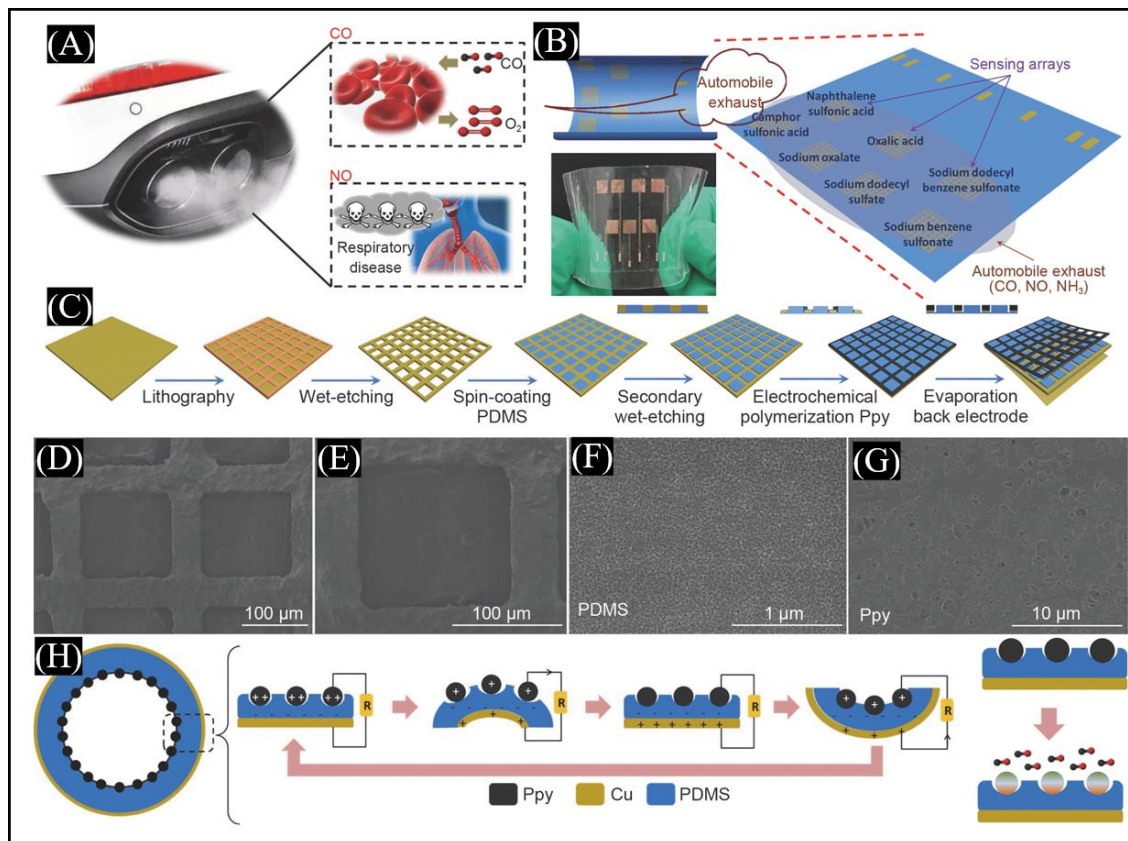 (A)
CO
CO
O₂
NO
Respiratory
disease
(B)
Automobile
exhaust
Sensing arrays
Naphthalene
sulfonic acid
Camphor
sulfonic acid
Oxalic acid
Sodium oxalate
Sodium dodecyl
benzene sulfonate
Sodium dodecyl
sulfate
Sodium benzene
sulfonate
Automobile exhaust
(CO, NO, NH₃)
(C)
Lithography
Wet-etching
Spin-coating
PDMS
Secondary
wet-etching
Electrochemical
polymerization Ppy
Evaporation
back electrode
(D)
100 μm
(E)
100 μm
(F)
PDMS
1 μm
(G)
Ppy
10 μm
(H)
++ ++ ++
R
+ + +
- - - - - -
+ + +
R
- - - - - -
+ + + + + +
R
+ + +
- - - - - -
+ + +
R
Ppy Cu PDMS